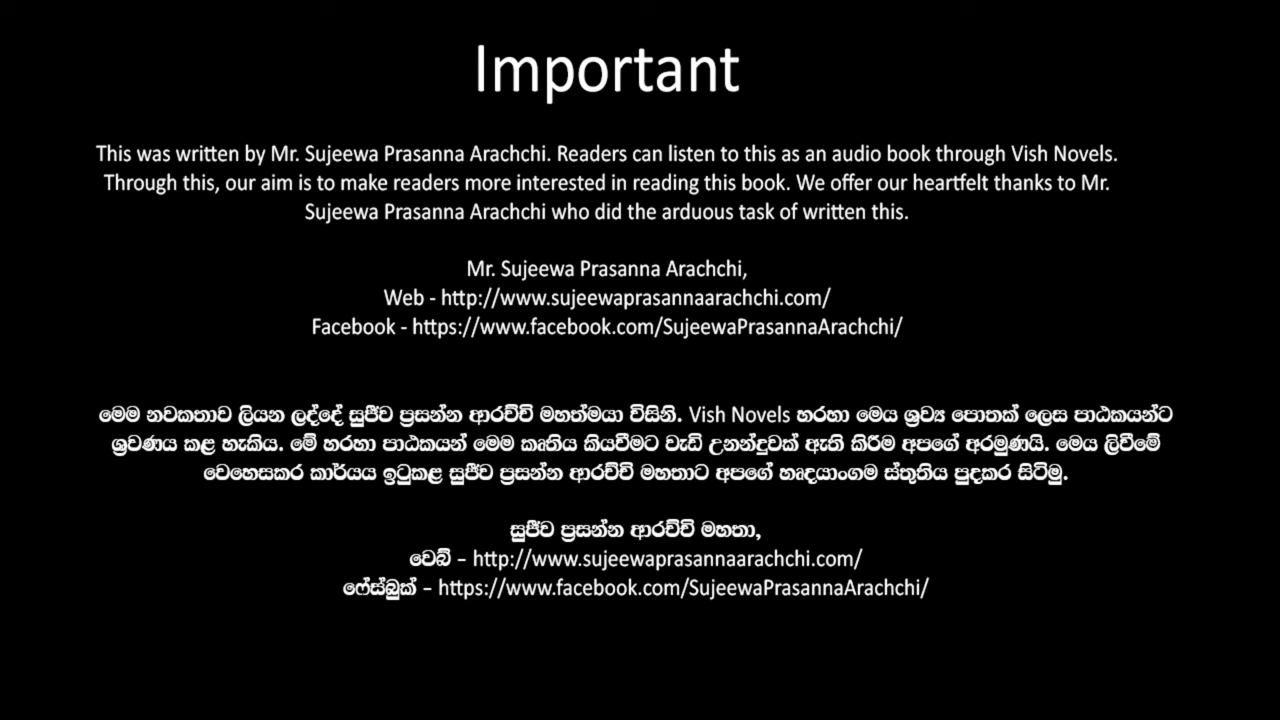 Important
This was written by Mr. Sujeewa Prasanna Arachchi. Readers can listen to this as an audio book through Vish Novels.
Through this, our aim is to make readers more interested in reading this book. We offer our heartfelt thanks to Mr.
Sujeewa Prasanna Arachchi who did the arduous task of written this.
Mr. Sujeewa Prasanna Arachchi,
Web - http://www.sujeewaprasannaarachchi.com/
Facebook - https://www.facebook.com/SujeewaPrasannaArachchi/
මෙම නවකතාව ලියන ලද්දේ සුජීව ප්‍රසන්න ආරච්චි මහත්මයා විසිනි. Vish Novels හරහා මෙය ශ්‍රව්‍ය පොතක් ලෙස පාඨකයන්ට
ශ්‍රවණය කළ හැකිය. මේ හරහා පාඨකයන් මෙම කෘතිය කියවීමට වැඩි උනන්දුවක් ඇති කිරීම අපගේ අරමුණයි. මෙය ලිවීමේ
වෙහෙසකර කාර්යය ඉටුකළ සුජීව ප්‍රසන්න ආරච්චි මහතාට අපගේ හෘදයාංගම ස්තුතිය පුදකර සිටිමු.
සුජීව ප්‍රසන්න ආරච්චි මහතා,
වෙබ් – http://www.sujeewaprasannaarachchi.com/
ෆේස්බුක් – https://www.facebook.com/SujeewaPrasannaArachchi/